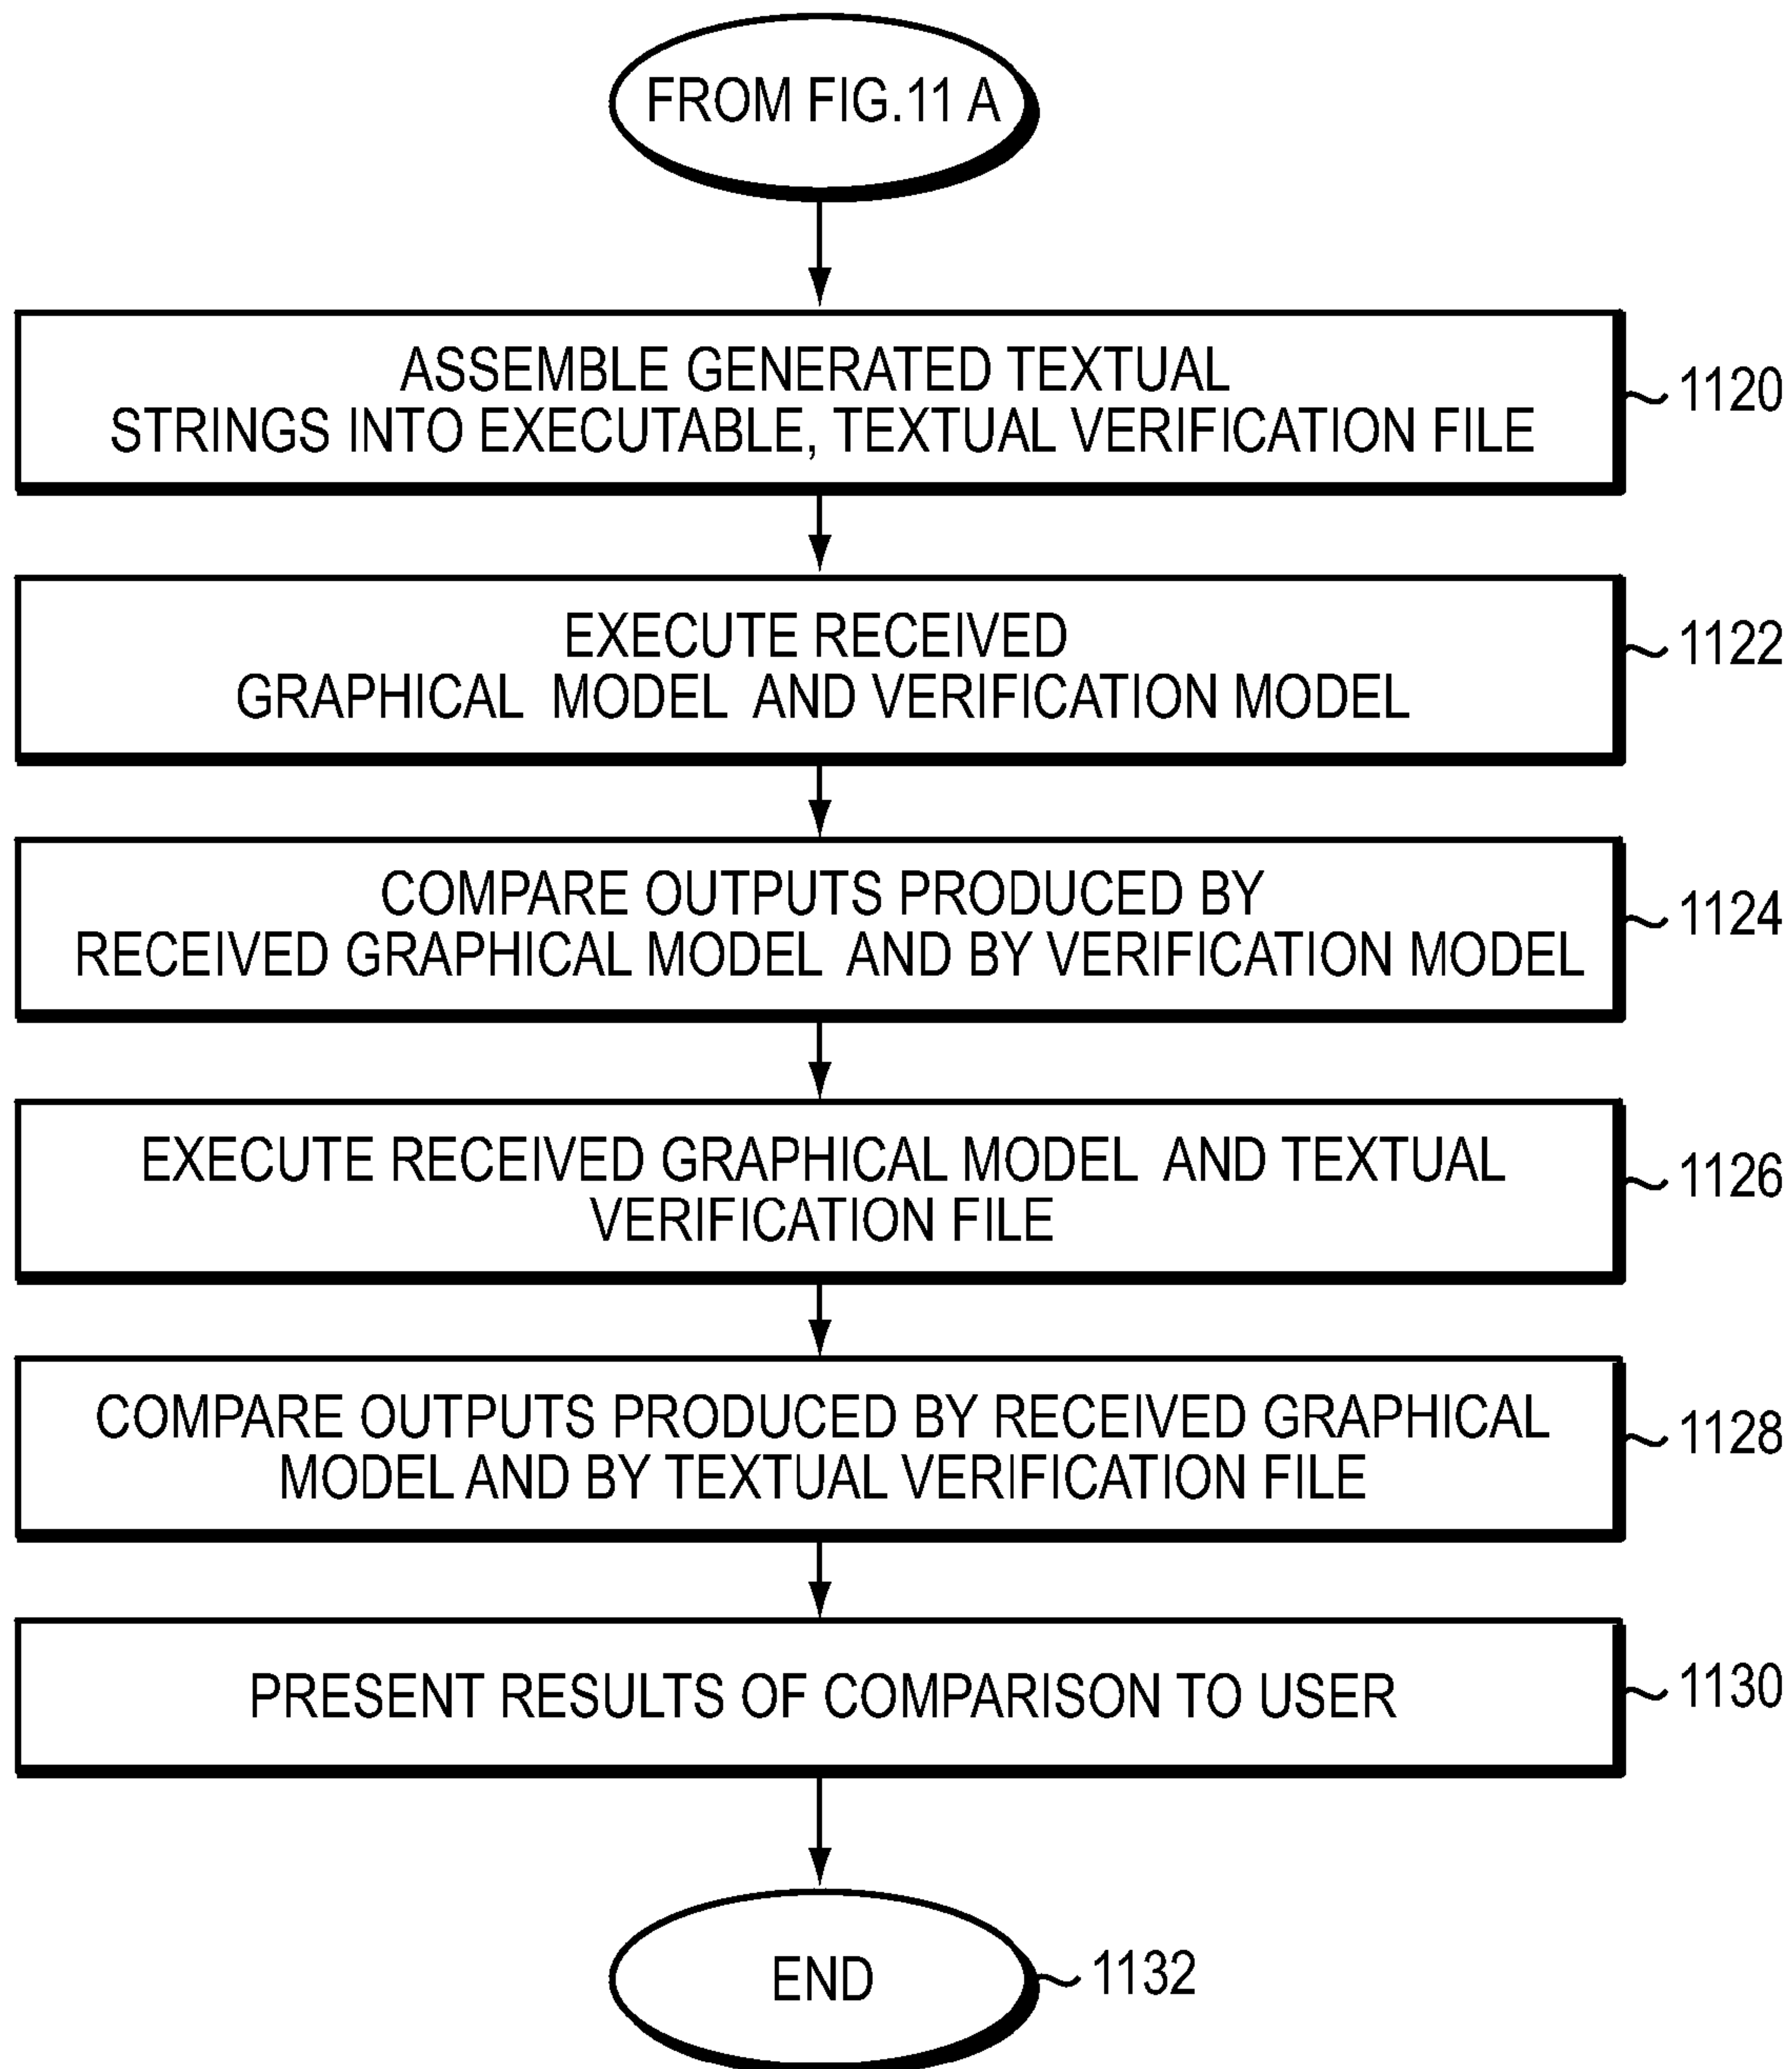 FROM FIG.11 A
ASSEMBLE GENERATED TEXTUAL
STRINGS INTO EXECUTABLE, TEXTUAL VERIFICATION FILE
1120
EXECUTE RECEIVED
GRAPHICAL MODEL AND VERIFICATION MODEL
1122
COMPARE OUTPUTS PRODUCED BY
RECEIVED GRAPHICAL MODEL AND BY VERIFICATION MODEL
1124
EXECUTE RECEIVED GRAPHICAL MODEL AND TEXTUAL
VERIFICATION FILE
1126
COMPARE OUTPUTS PRODUCED BY RECEIVED GRAPHICAL
MODEL AND BY TEXTUAL VERIFICATION FILE
1128
PRESENT RESULTS OF COMPARISON TO USER
1130
END
1132